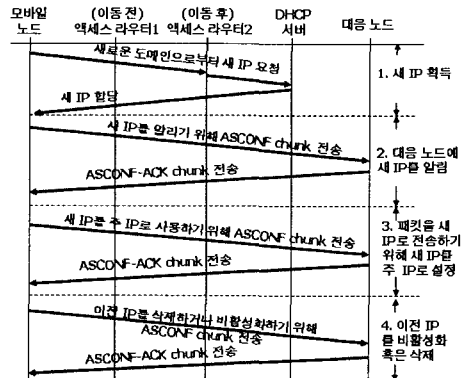 모바일
노드
(이동 전)
액세스 라우터1
(이동 후)
액세스 라우터2
DHCP
서버
대응 노드
새로운 도메인으로부터 새 IP 요청
새 IP 할당
1. 새 IP 획득
새 IP를 알리기 위해 ASCONF chunk 전송
ASCONF-ACK chunk 전송
2. 대응 노드에
새 IP를 알림
새 IP를 주 IP로 사용하기 위해 ASCONF chunk 전송
ASCONF-ACK chunk 전송
3. 패킷을 새
IP로 전송하기
위해 새 IP를
주 IP로 설정
이전 IP를 삭제하거나 비활성화하기 위해
ASCONF chunk 전송
ASCONF-ACK chunk 전송
4. 이전 IP
를 비활성화
혹은 삭제